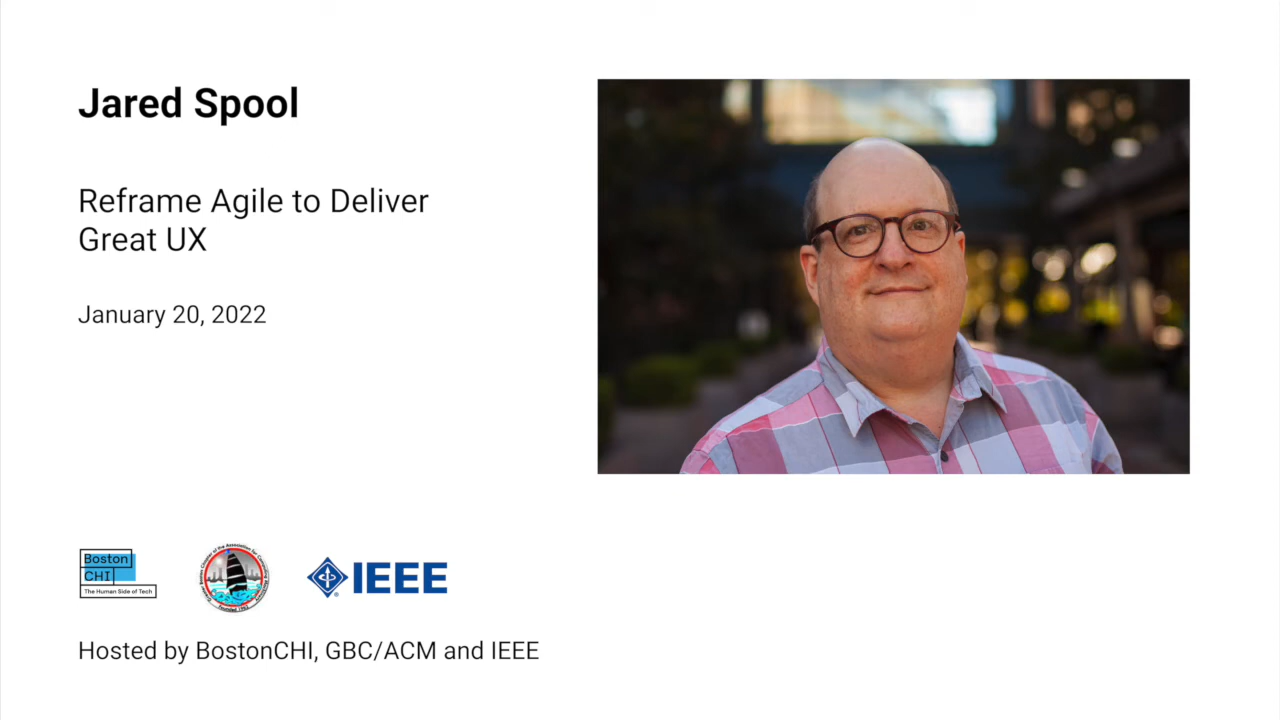 Jared Spool
Reframe Agile to Deliver
Great UX
January 20, 2022
Boston
CHI
The Human Side of Tech
IEEE
Hosted by BostonCHI, GBC/ACM and IEEE